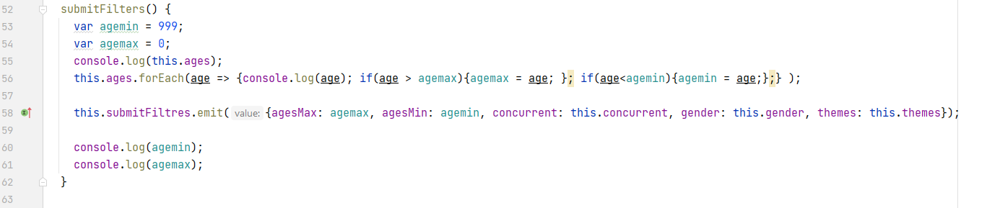 52 submitFilters() {
53 var agemin = 999;
54 var agemax = 0;
55 console.log(this.ages);
56 this.ages.forEach(age => {console.log(age); if(age > agemax){agemax = age; }; if(age<agemin){agemin = age;};} );
57
58 this.submitFiltres.emit( value: {agesMax: agemax, agesMin: agemin, concurrent: this.concurrent, gender: this.gender, themes: this.themes});
59
60 console.log(agemin);
61 console.log(agemax);
62 }
63